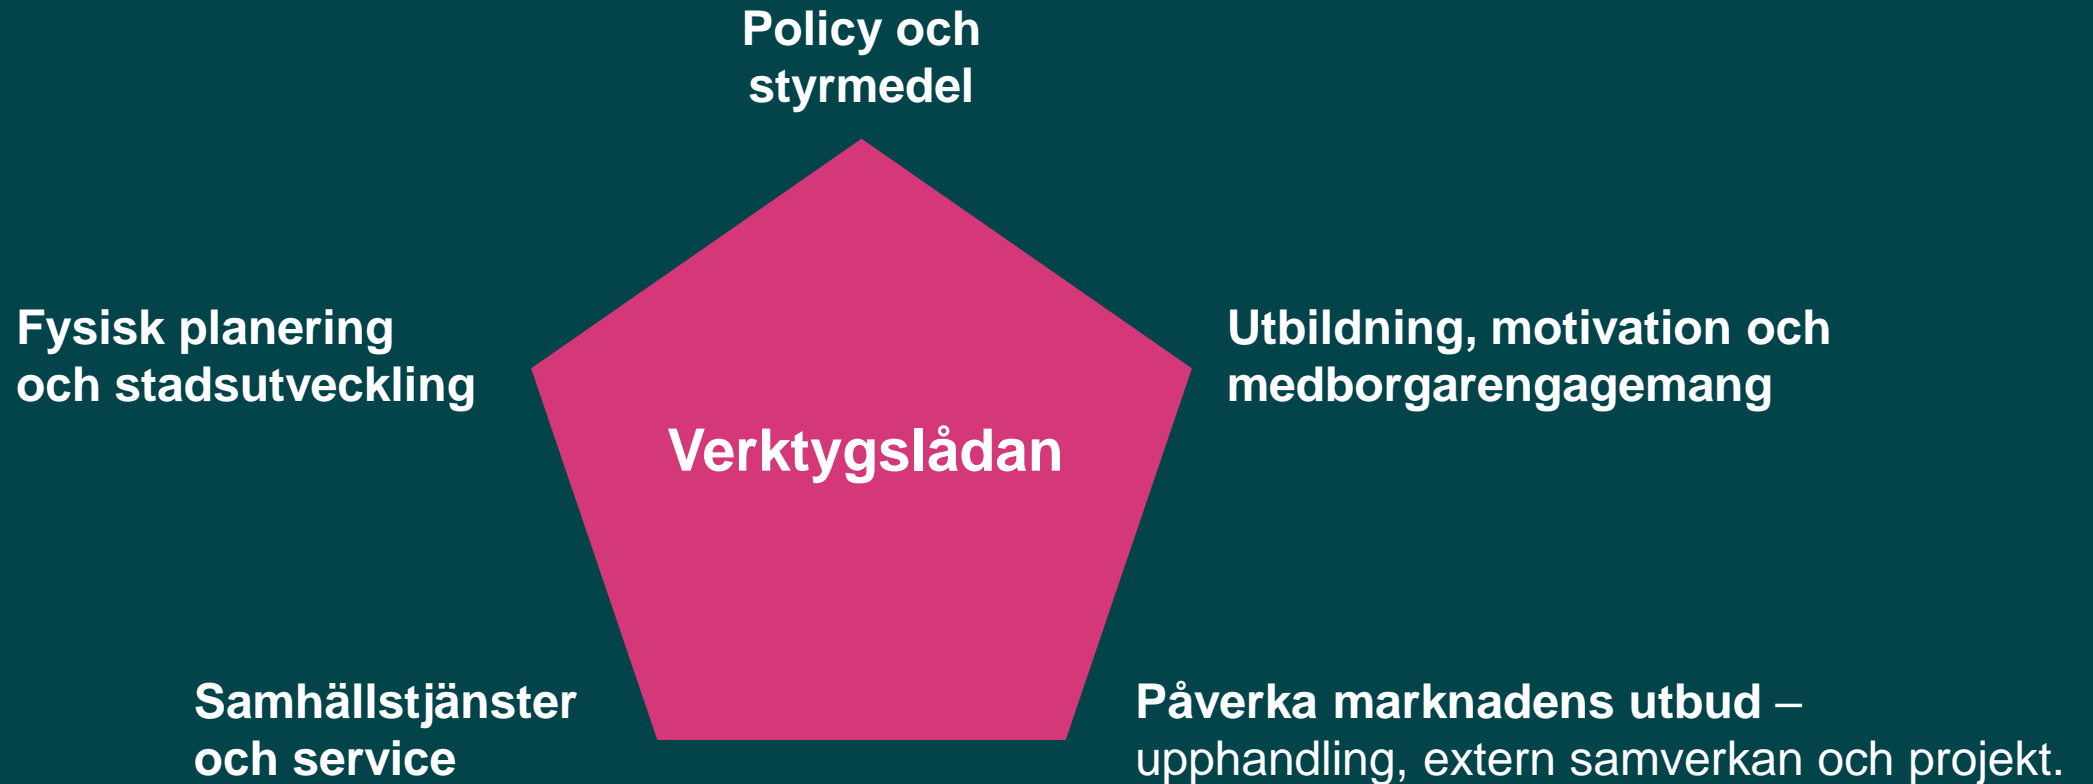 Policy och
styrmedel
Fysisk planering
och stadsutveckling
Utbildning, motivation och
medborgarengagemang
Verktygslådan
Samhällstjänster
och service
Påverka marknadens utbud –
upphandling, extern samverkan och projekt.